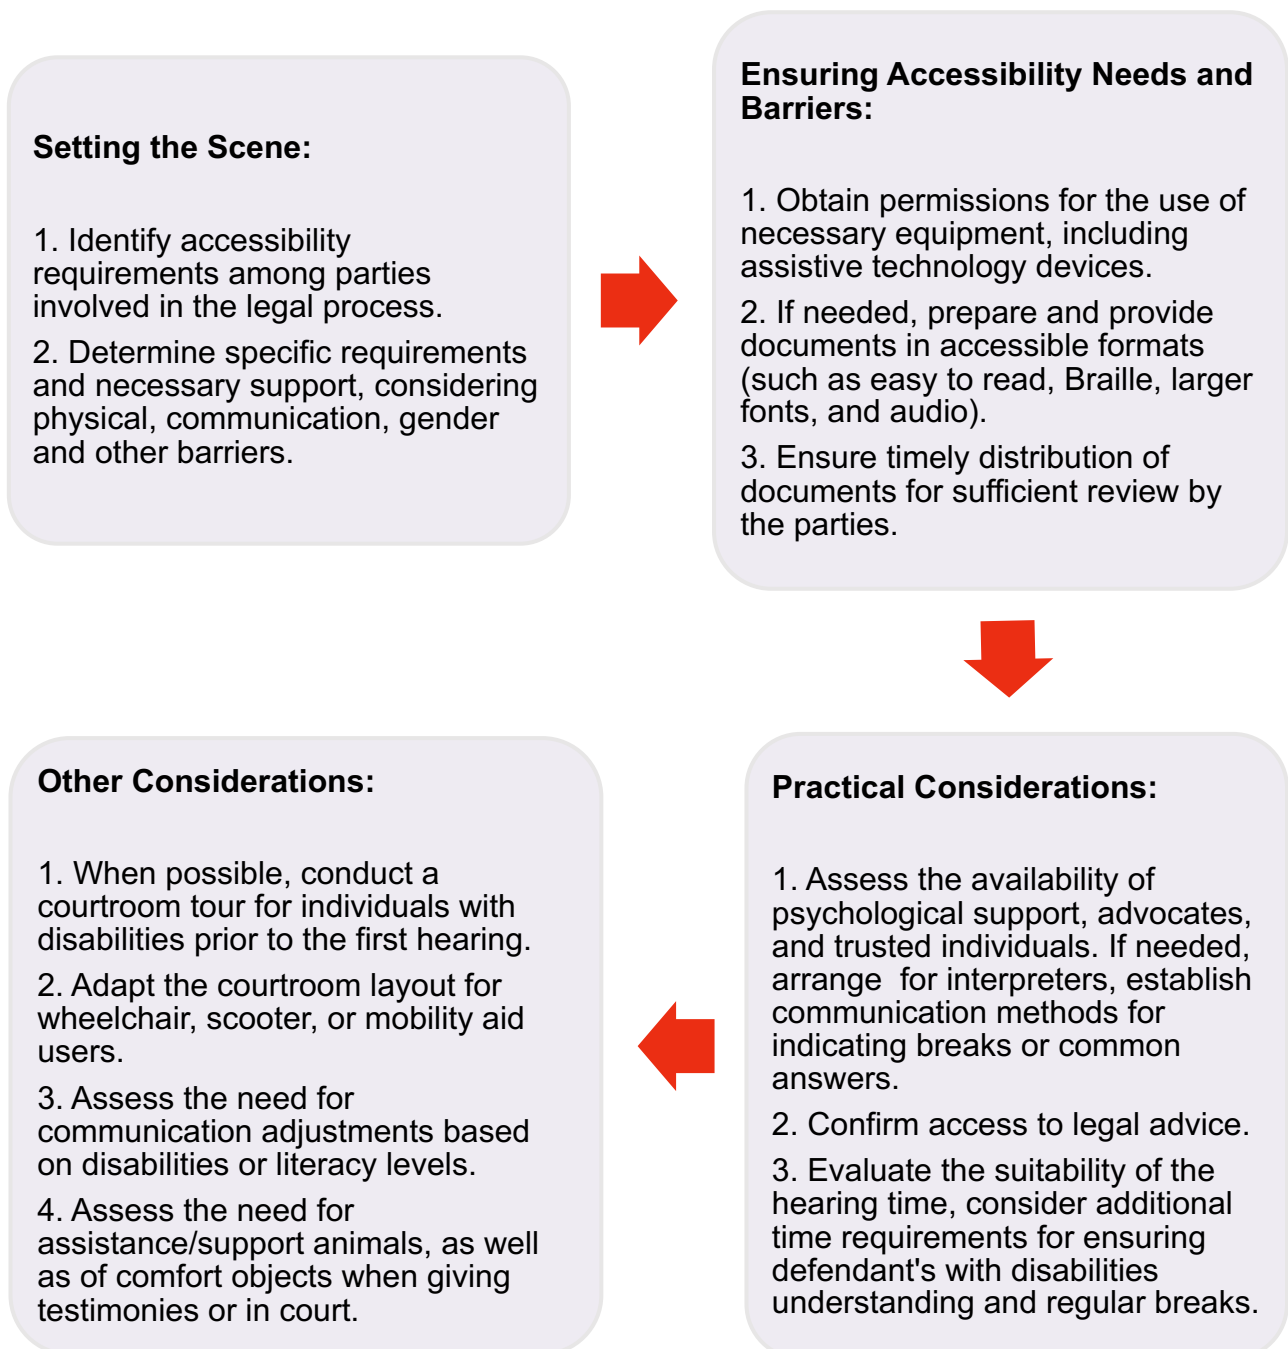 Setting the Scene:
1. Identify accessibility
requirements among parties
involved in the legal process.
2. Determine specific requirements
and necessary support, considering
physical, communication, gender
and other barriers.
Ensuring Accessibility Needs and
Barriers:
1. Obtain permissions for the use of
necessary equipment, including
assistive technology devices.
2. If needed, prepare and provide
documents in accessible formats
(such as easy to read, Braille, larger
fonts, and audio).
3. Ensure timely distribution of
documents for sufficient review by
the parties.
Practical Considerations:
1. Assess the availability of
psychological support, advocates,
and trusted individuals. If needed,
arrange  for interpreters, establish
communication methods for
indicating breaks or common
answers.
2. Confirm access to legal advice.
3. Evaluate the suitability of the
hearing time, consider additional
time requirements for ensuring
defendant's with disabilities
understanding and regular breaks.
Other Considerations:
1. When possible, conduct a
courtroom tour for individuals with
disabilities prior to the first hearing.
2. Adapt the courtroom layout for
wheelchair, scooter, or mobility aid
users.
3. Assess the need for
communication adjustments based
on disabilities or literacy levels.
4. Assess the need for
assistance/support animals, as well
as of comfort objects when giving
testimonies or in court.